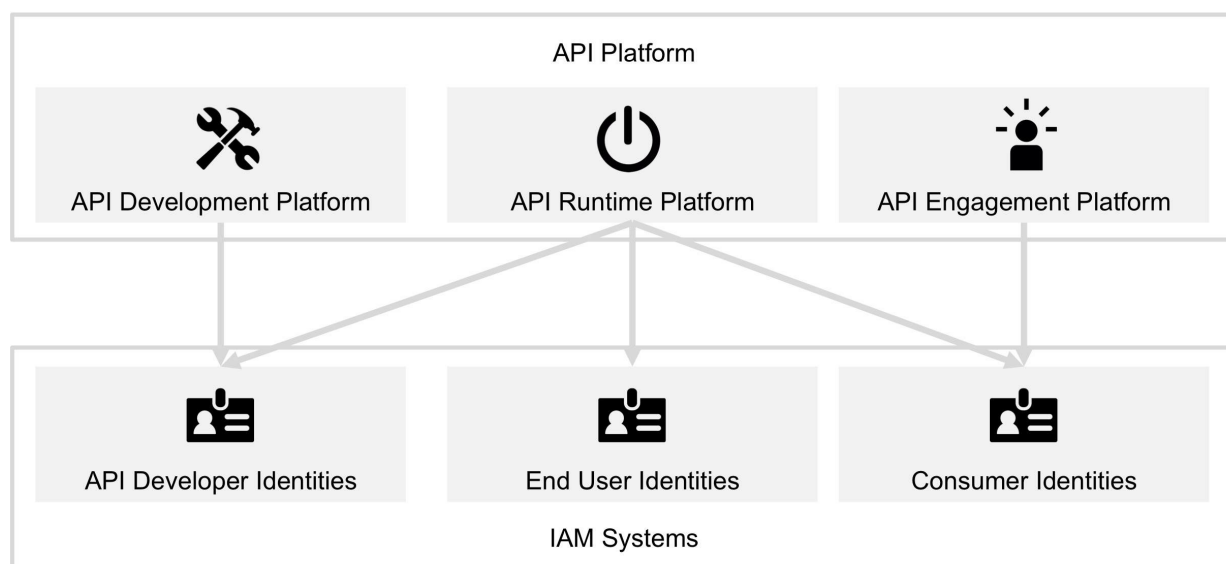 API Platform
API Development Platform
API Runtime Platform
API Engagement Platform
API Developer Identities
End User Identities
Consumer Identities
IAM Systems